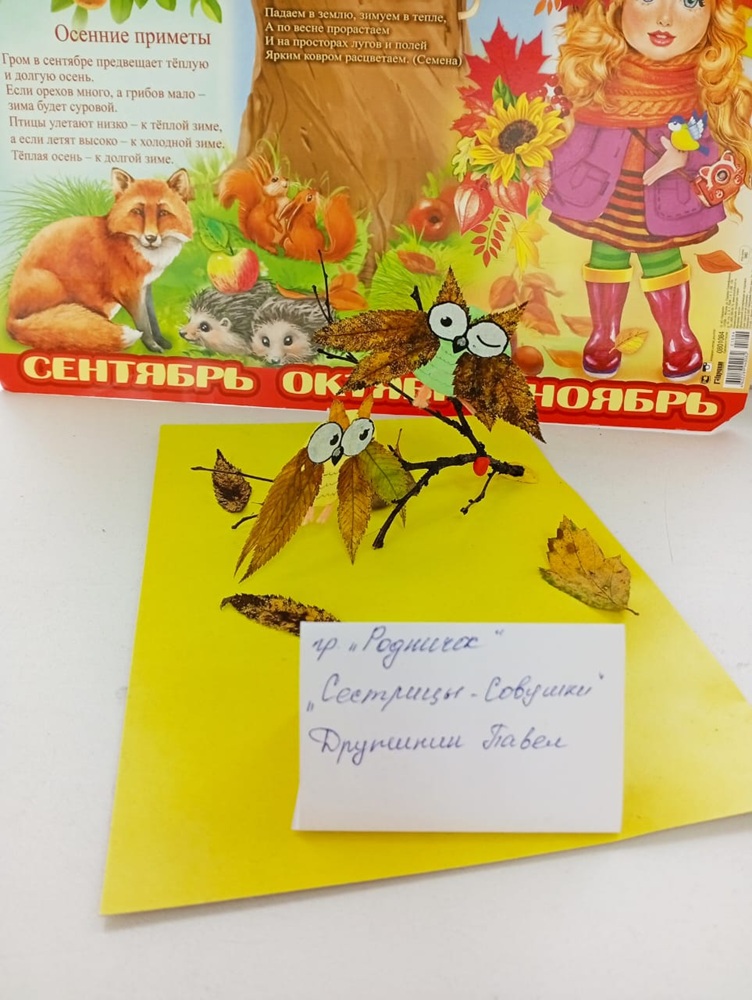 Осенние приметы
Гром в сентябре предвещает тёплую
и долгую осень.
Если орехов много, а грибов мало –
зима будет суровой.
Птицы улетают низко – к тёплой зиме,
а если летят высоко – к холодной зиме.
Тёплая осень – к долгой зиме.
Падаем в землю, зимуем в тепле,
А по весне прорастаем
И на просторах лугов и полей
Ярким ковром расцветаем. (Семена)
СЕНТЯБРЬ НОЯБРЬ
гр. „Родничок"
„Сестрицы-Совушки"
Дружинин Павел